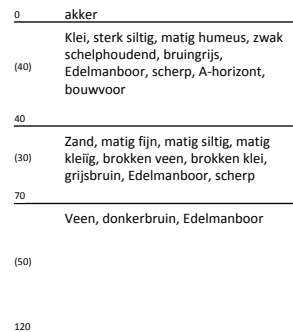 0 akker
Klei, sterk siltig, matig humeus, zwak
schelphoudend, bruingrijs,
(40) Edelmanboor, scherp, A-horizont,
bouwvoor
40
Zand, matig fijn, matig siltig, matig
(30) kleiïg, brokken veen, brokken klei,
grijsbruin, Edelmanboor, scherp
70
Veen, donkerbruin, Edelmanboor
(50)
120